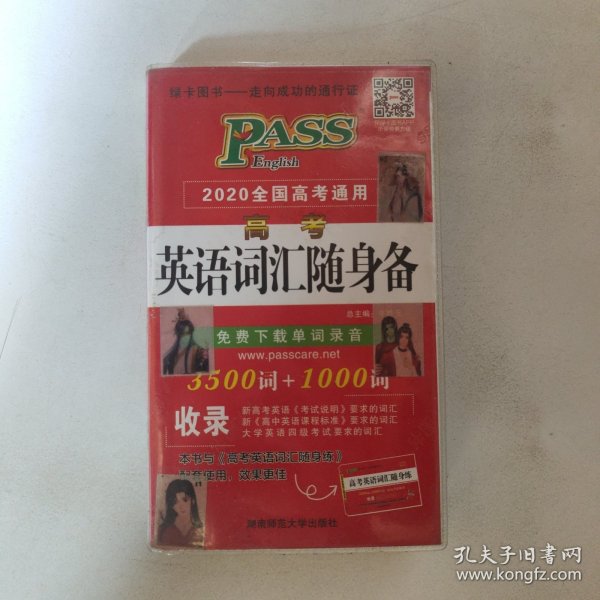 绿卡图书——走向成功的通行证
PASS
English
2020全国高考通用
高考
英语词汇随身备
总主编
免费下载单词录音
www.passcare.net
3500词+1000词
收录
新高考英语《考试说明》要求的词汇
新《高中英语课程标准》要求的词汇
大学英语四级考试要求的词汇
本书与《高考英语词汇随身练》
配套使用，效果更佳
高考英语词汇随身练
湖南师范大学出版社
孔夫子旧书网
www.kongfz.com